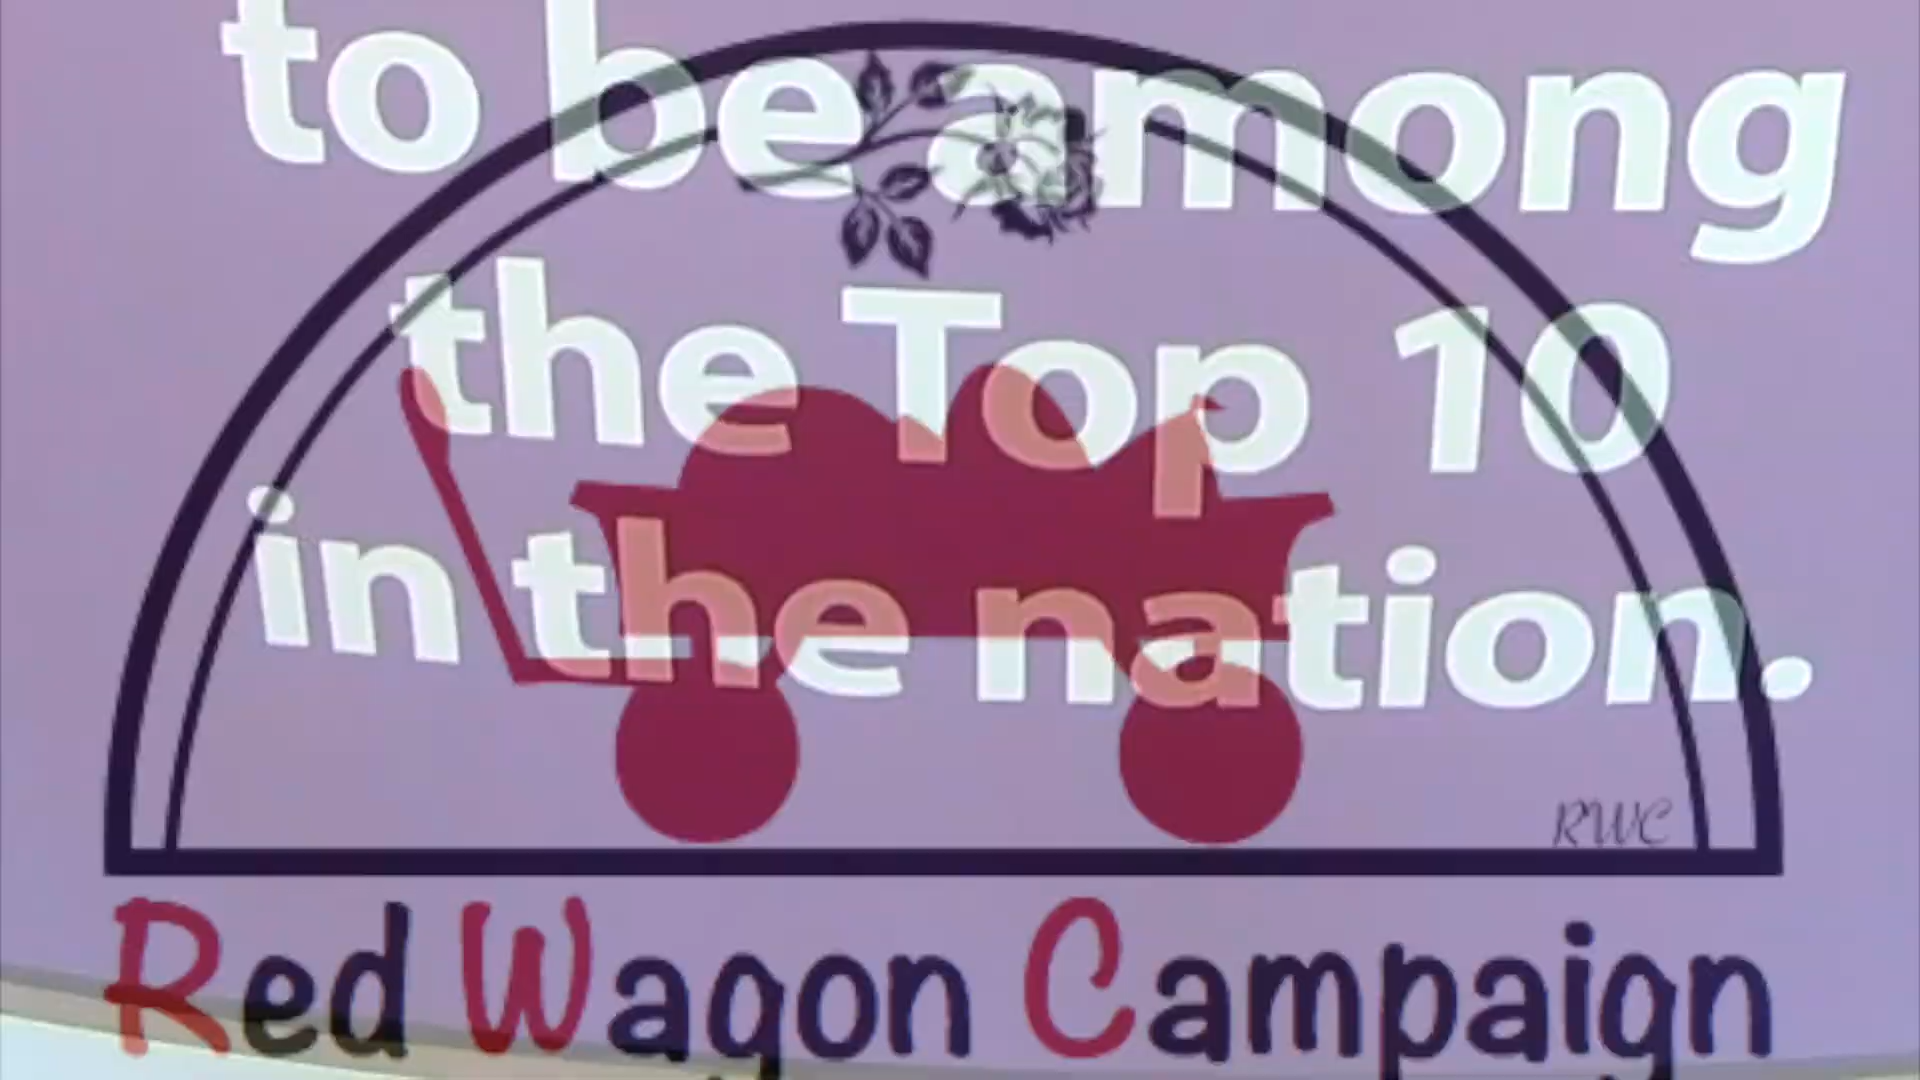 to be among
the Top 10
in the nation.
RWC
Red Wagon Campaign